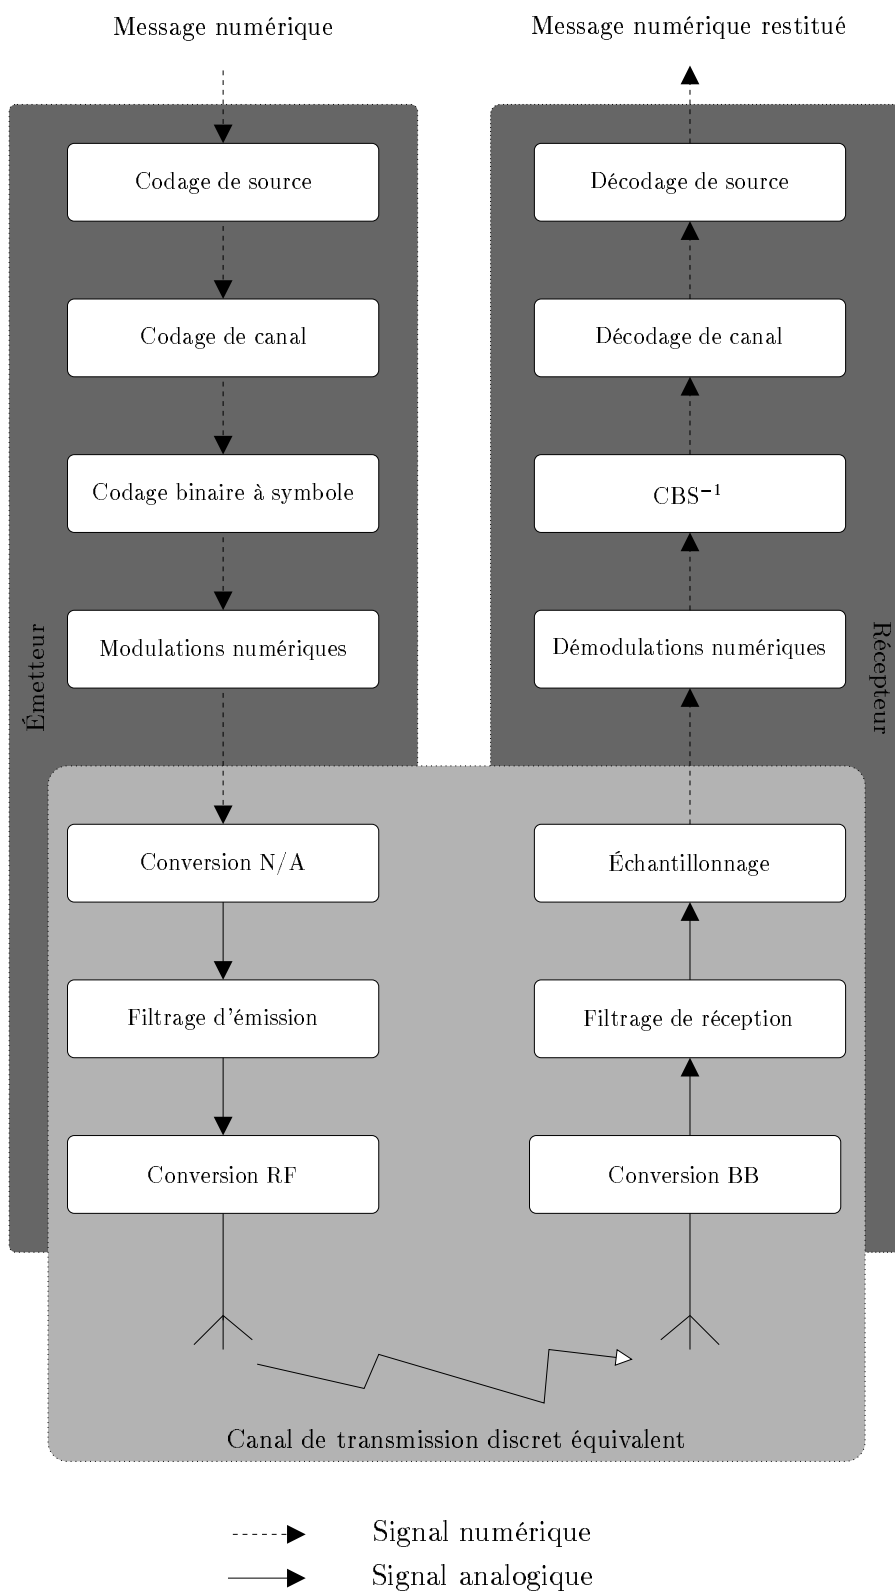 Message numérique
Message numérique restitué
Codage de source
Décodage de source
Codage de canal
Décodage de canal
Codage binaire à symbole
CBS⁻¹
Modulations numériques
Démodulations numériques
Émetteur
Récepteur
Conversion N/A
Échantillonnage
Filtrage d'émission
Filtrage de réception
Conversion RF
Conversion BB
Canal de transmission discret équivalent
Signal numérique
Signal analogique